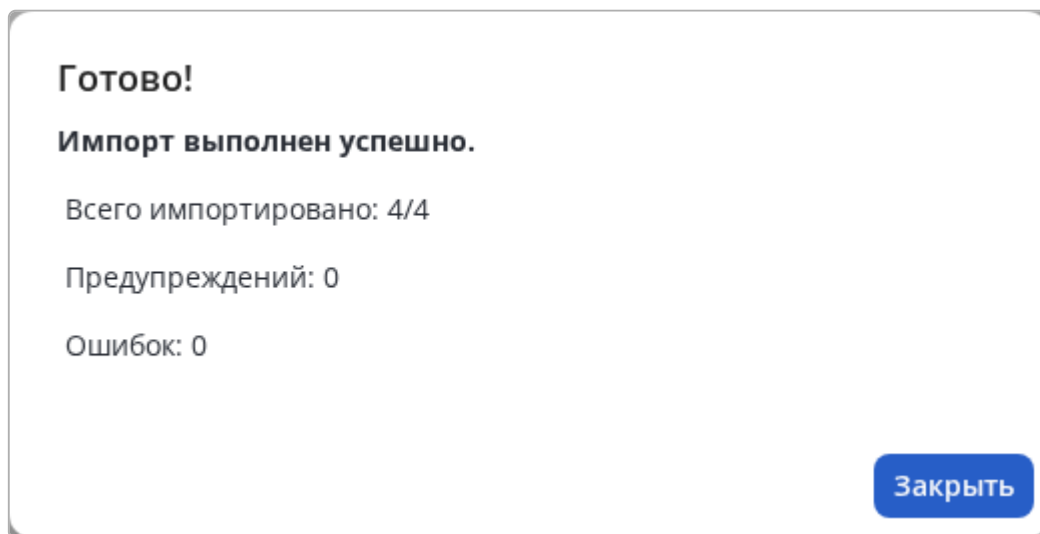 Готово!
Импорт выполнен успешно.
Всего импортировано: 4/4
Предупреждений: 0
Ошибок: 0
Закрыть